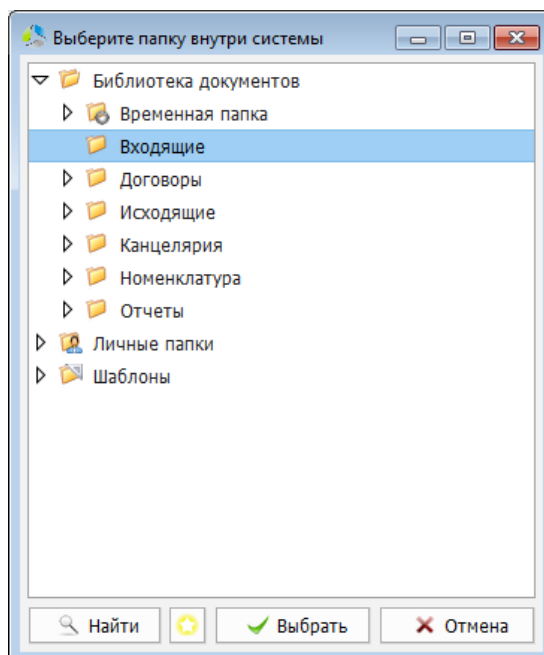 Выберите папку внутри системы
Библиотека документов
Временная папка
Входящие
Договоры
Исходящие
Канцелярия
Номенклатура
Отчеты
Личные папки
Шаблоны
Найти Выбрать Отмена